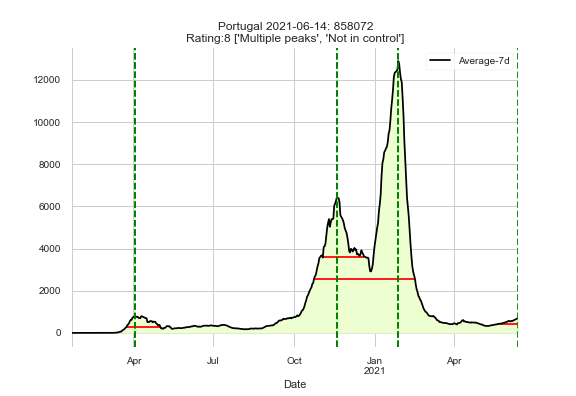 Portugal 2021-06-14: 858072
Rating:8 ['Multiple peaks', 'Not in control']
Average-7d
12000
10000
8000
6000
4000
2000
0
Apr
Jul
Oct
Jan
2021
Apr
Date